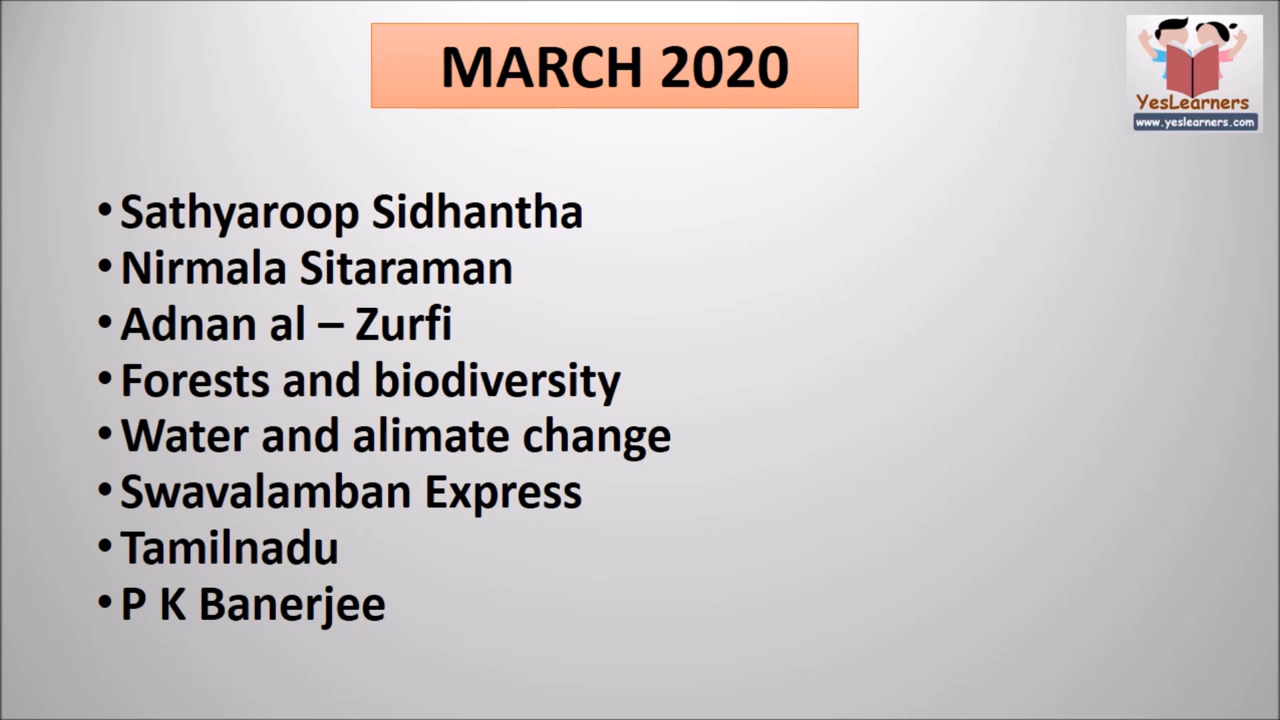 MARCH 2020
YesLearners
www.yeslearners.com
• Sathyaroop Sidhantha
• Nirmala Sitaraman
• Adnan al – Zurfi
• Forests and biodiversity
• Water and alimate change
• Swavalamban Express
• Tamilnadu
• P K Banerjee